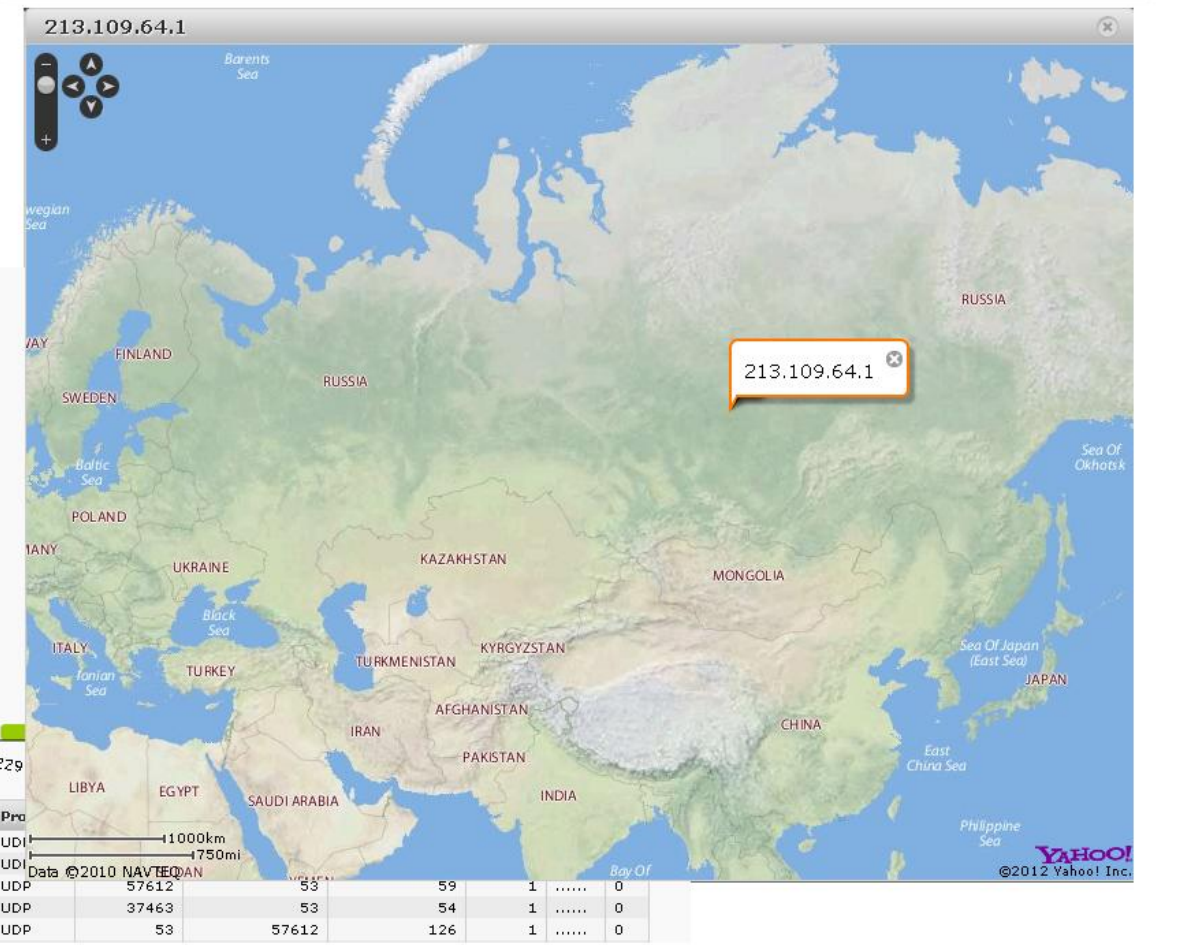 213.109.64.1
Barents
Sea
wegian
Sea
RUSSIA
FINLAND
RUSSIA
213.109.64.1
SWEDEN
Baltic
Sea
Sea Of
Okhotsk
POLAND
UKRAINE
KAZAKHSTAN
MONGOLIA
Black
Sea
ITALY
KYRGYZSTAN
Sea Of Japan
(East Sea)
TURKMENISTAN
TURKEY
Ionian
Sea
JAPAN
AFGHANISTAN
IRAN
CHINA
PAKISTAN
East
China Sea
LIBYA
EGYPT
SAUDI ARABIA
INDIA
Philippine
Sea
1000km
750mi
YAHOO!
Data ©2010 NAVTEQ
Bay Of
©2012 Yahoo! Inc.
UDP 57612 53 59 1 ...... 0
UDP 37463 53 54 1 ...... 0
UDP 53 57612 126 1 ...... 0